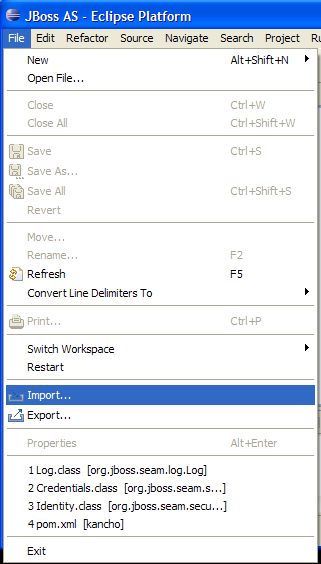 JBoss AS - Eclipse Platform
File Edit Refactor Source Navigate Search Project
New Alt+Shift+N
Open File...
Close Ctrl+W
Close All Ctrl+Shift+W
Save Ctrl+S
Save As...
Save All Ctrl+Shift+S
Revert
Move...
Rename... F2
Refresh F5
Convert Line Delimiters To
Print... Ctrl+P
Switch Workspace
Restart
Import...
Export...
Properties Alt+Enter
1 Log.class [org.jboss.seam.log.Log]
2 Credentials.class [org.jboss.seam.s...]
3 Identity.class [org.jboss.seam.secu...]
4 pom.xml [kancho]
Exit